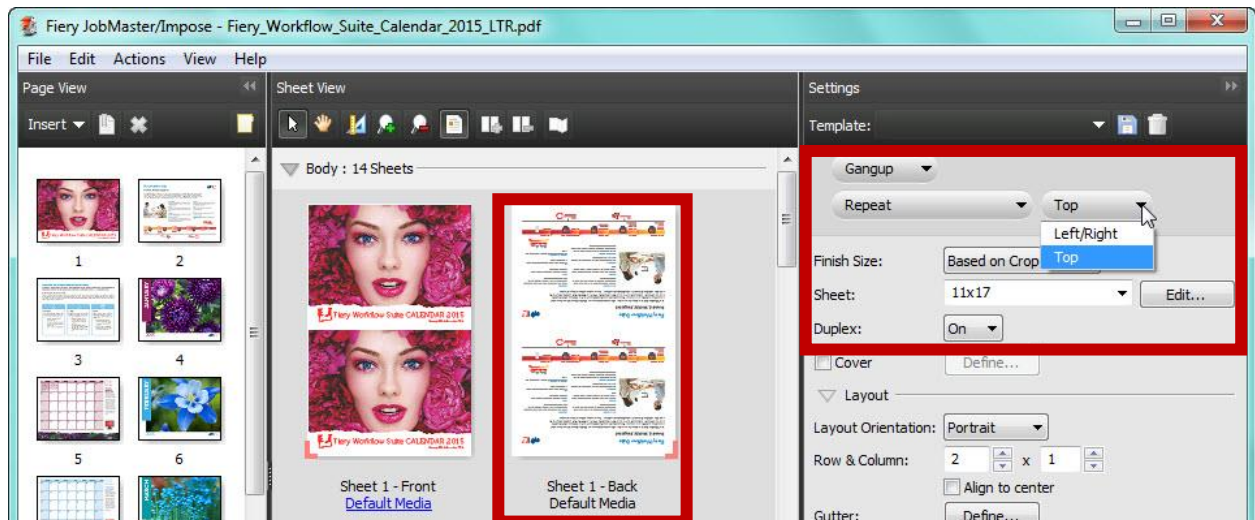 Fiery JobMaster/Impose - Fiery_Workflow_Suite_Calendar_2015_LTR.pdf
File Edit Actions View Help
Page View
Sheet View
Settings
Insert
Template:
Body : 14 Sheets
Gangup
Repeat
Top
Left/Right
Top
Finish Size:
Based on Crop
Sheet:
11x17
Edit...
Duplex:
On
Cover
Define...
Layout
Layout Orientation:
Portrait
Row & Column:
2 x 1
Align to center
Gutter:
Define...
1
2
3
4
5
6
JANUARY
FEBRUARY
MARCH
Fiery Workflow Suite CALENDAR 2015
Fiery Workflow Suite CALENDAR 2015
Sheet 1 - Front
Default Media
Sheet 1 - Back
Default Media